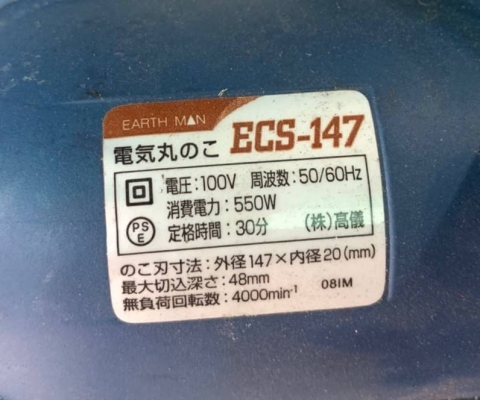 EARTH MAN
電気丸のこ ECS-147
電圧:100V 周波数:50/60Hz
消費電力:550W
PS E 定格時間:30分 (株)髙儀
のこ刃寸法:外径147×内径20(mm)
最大切込深さ:48mm
無負荷回転数:4000min⁻¹ 08IM